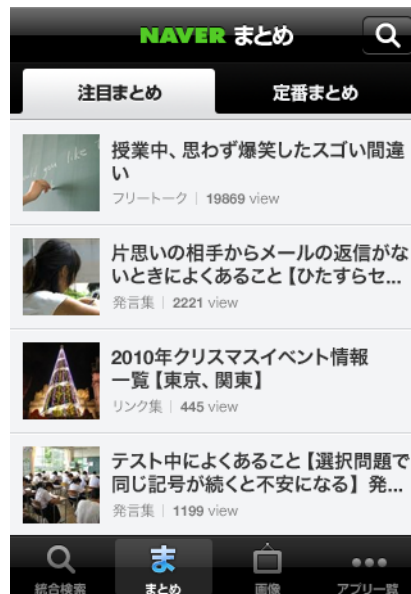 NAVER まとめ
注目まとめ
定番まとめ
授業中、思わず爆笑したスゴい間違
い
フリートーク | 19869 view
片思いの相手からメールの返信がな
いときによくあること【ひたすらセ...
発言集 | 2221 view
2010年クリスマスイベント情報
一覧【東京、関東】
リンク集 | 445 view
テスト中によくあること【選択問題で
同じ記号が続くと不安になる】発...
発言集 | 1199 view
ま
統合検索
まとめ
画像
アプリ一覧